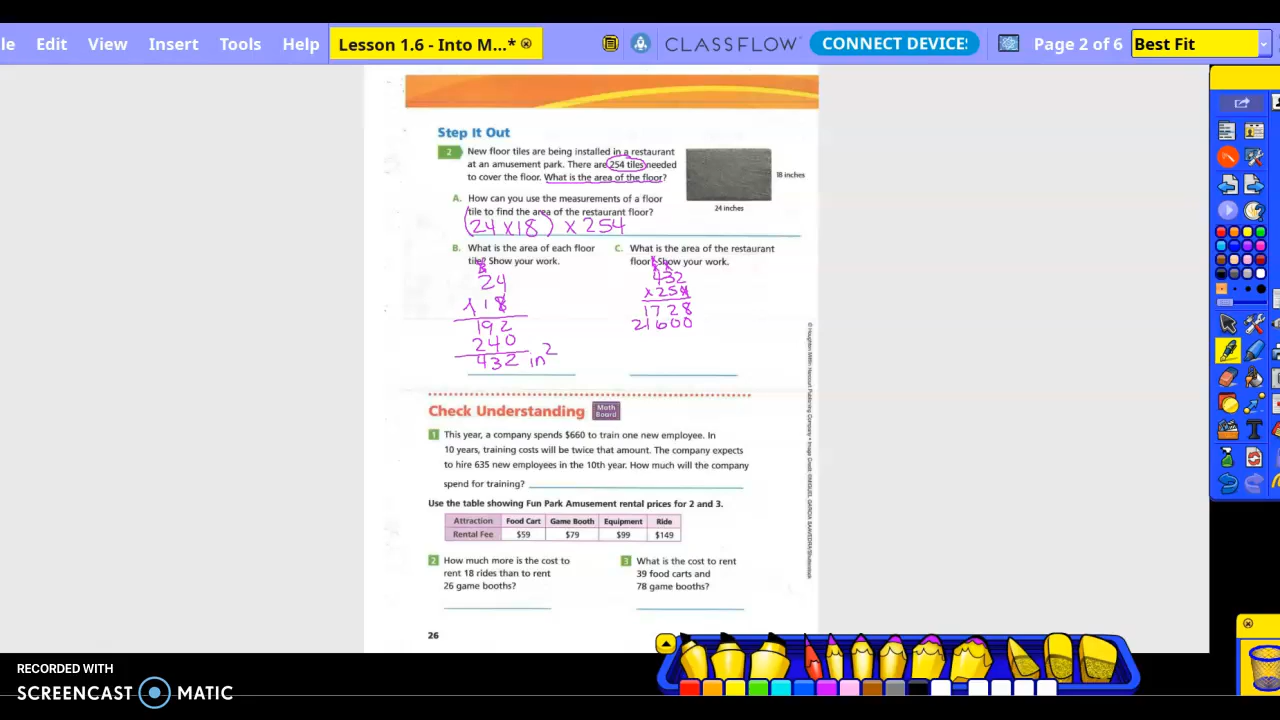 le Edit View Insert Tools Help Lesson 1.6 - Into M...* CLASSFLOW CONNECT DEVICES Page 2 of 6 Best Fit
Step It Out
2 New floor tiles are being installed in a restaurant
at an amusement park. There are 254 tiles needed
to cover the floor. What is the area of the floor?
18 inches
24 inches
A. How can you use the measurements of a floor
tile to find the area of the restaurant floor?
(24 x 18) x 254
B. What is the area of each floor
tile? Show your work.
24
x 18
192
240
432 in2
C. What is the area of the restaurant
floor? Show your work.
432
x 254
1728
21600
© Houghton Mifflin Harcourt Publishing Company • Image Credit:
Check Understanding Math Board
1 This year, a company spends $660 to train one new employee. In
10 years, training costs will be twice that amount. The company expects
to hire 635 new employees in the 10th year. How much will the company
spend for training?
Use the table showing Fun Park Amusement rental prices for 2 and 3.
Attraction Food Cart Game Booth Equipment Ride
Rental Fee $59 $79 $99 $149
2 How much more is the cost to
rent 18 rides than to rent
26 game booths?
3 What is the cost to rent
39 food carts and
78 game booths?
26
RECORDED WITH
SCREENCAST MATIC